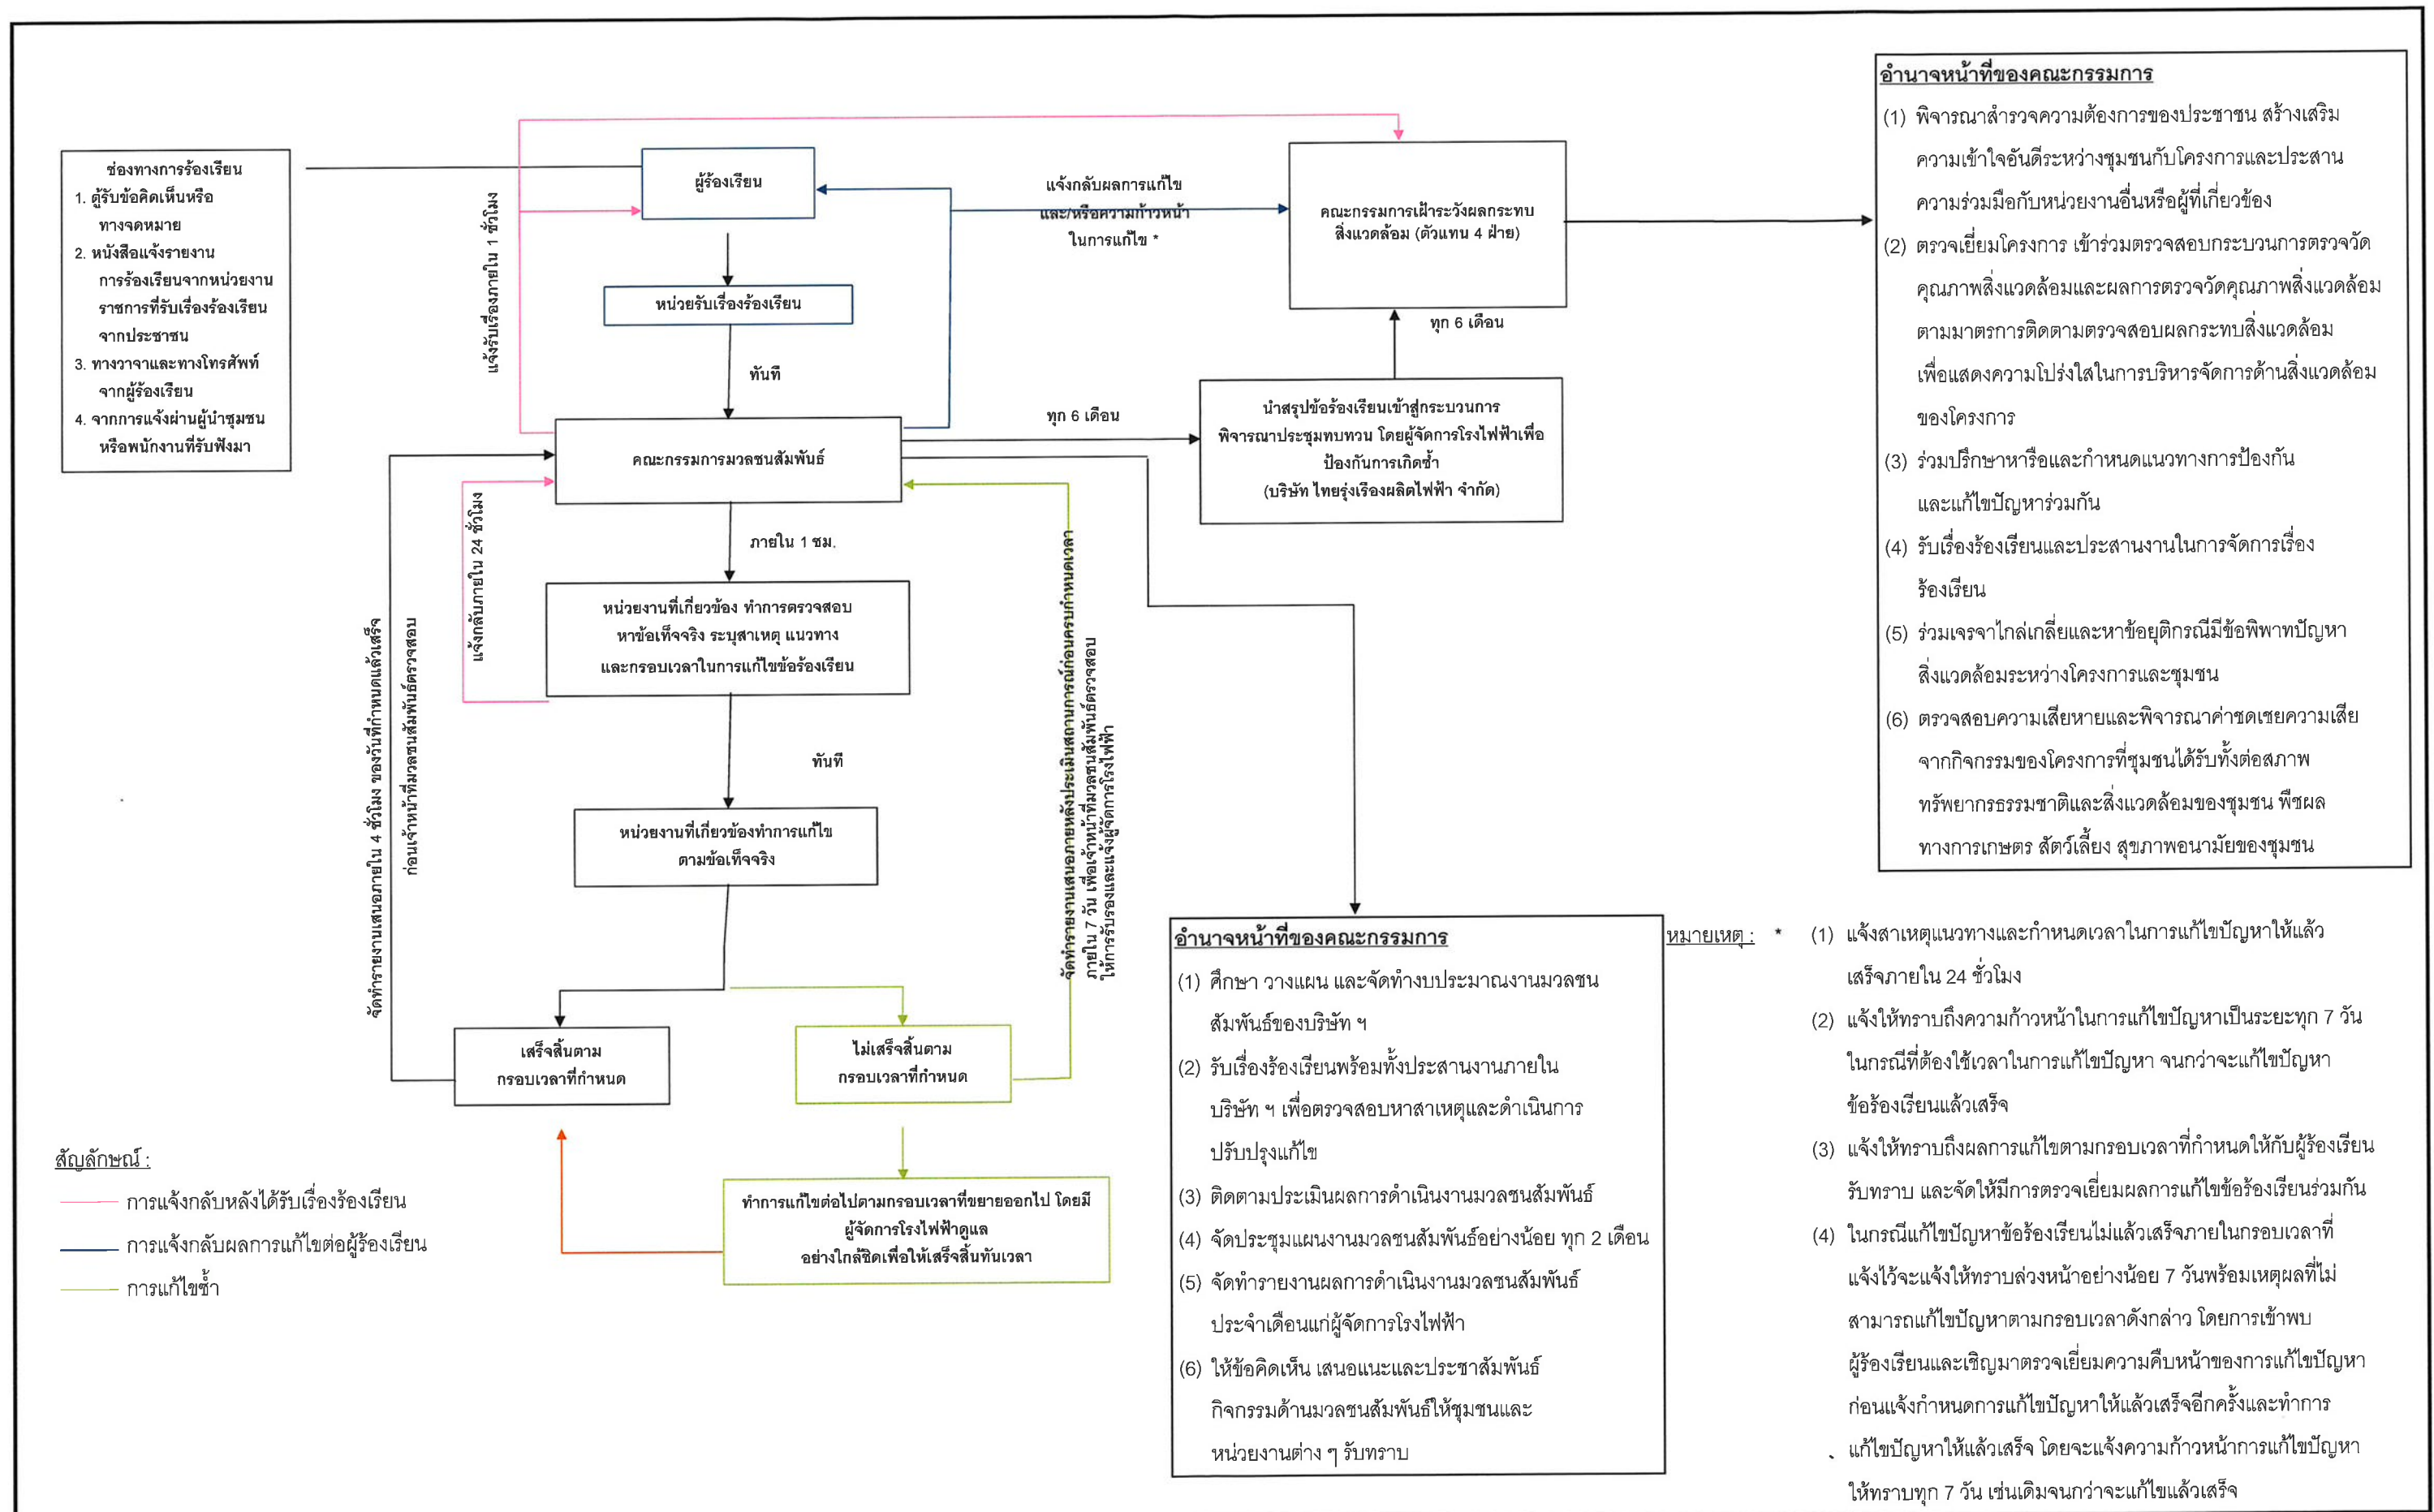 ช่องทางการร้องเรียน
1. ตู้รับข้อคิดเห็นหรือ
ทางจดหมาย
2. หนังสือแจ้งรายงาน
การร้องเรียนจากหน่วยงาน
ราชการที่รับเรื่องร้องเรียน
จากประชาชน
3. ทางวาจาและทางโทรศัพท์
จากผู้ร้องเรียน
4. จากการแจ้งผ่านผู้นำชุมชน
หรือพนักงานที่รับฟังมา
ผู้ร้องเรียน
หน่วยรับเรื่องร้องเรียน
ทันที
แจ้งรับเรื่องภายใน 1 ชั่วโมง
แจ้งกลับผลการแก้ไข
และ/หรือความก้าวหน้า
ในการแก้ไข *
คณะกรรมการเฝ้าระวังผลกระทบ
สิ่งแวดล้อม (ตัวแทน 4 ฝ่าย)
ทุก 6 เดือน
คณะกรรมการมวลชนสัมพันธ์
ทุก 6 เดือน
นำสรุปข้อร้องเรียนเข้าสู่กระบวนการ
พิจารณาประชุมทบทวน โดยผู้จัดการโรงไฟฟ้าเพื่อ
ป้องกันการเกิดซ้ำ
(บริษัท ไทยรุ่งเรืองผลิตไฟฟ้า จำกัด)
ภายใน 1 ชม.
แจ้งกลับภายใน 24 ชั่วโมง
หน่วยงานที่เกี่ยวข้อง ทำการตรวจสอบ
หาข้อเท็จจริง ระบุสาเหตุ แนวทาง
และกรอบเวลาในการแก้ไขข้อร้องเรียน
ทันที
หน่วยงานที่เกี่ยวข้องทำการแก้ไข
ตามข้อเท็จจริง
จัดทำรายงานเสนอภายใน 4 ชั่วโมง ของวันที่กำหนดแล้วเสร็จ
ก่อนเจ้าหน้าที่มวลชนสัมพันธ์ตรวจสอบ
จัดทำรายงานเสนอภายหลังประเมินสถานการณ์ก่อนครบกำหนดเวลา
ภายใน 7 วัน เพื่อเจ้าหน้าที่มวลชนสัมพันธ์ตรวจสอบ
ให้การรับรองและแจ้งผู้จัดการโรงไฟฟ้า
เสร็จสิ้นตาม
กรอบเวลาที่กำหนด
ไม่เสร็จสิ้นตาม
กรอบเวลาที่กำหนด
ทำการแก้ไขต่อไปตามกรอบเวลาที่ขยายออกไป โดยมี
ผู้จัดการโรงไฟฟ้าดูแล
อย่างใกล้ชิดเพื่อให้เสร็จสิ้นทันเวลา
สัญลักษณ์ :
การแจ้งกลับหลังได้รับเรื่องร้องเรียน
การแจ้งกลับผลการแก้ไขต่อผู้ร้องเรียน
การแก้ไขซ้ำ
อำนาจหน้าที่ของคณะกรรมการ
(1) พิจารณาสำรวจความต้องการของประชาชน สร้างเสริม
ความเข้าใจอันดีระหว่างชุมชนกับโครงการและประสาน
ความร่วมมือกับหน่วยงานอื่นหรือผู้ที่เกี่ยวข้อง
(2) ตรวจเยี่ยมโครงการ เข้าร่วมตรวจสอบกระบวนการตรวจวัด
คุณภาพสิ่งแวดล้อมและผลการตรวจวัดคุณภาพสิ่งแวดล้อม
ตามมาตรการติดตามตรวจสอบผลกระทบสิ่งแวดล้อม
เพื่อแสดงความโปร่งใสในการบริหารจัดการด้านสิ่งแวดล้อม
ของโครงการ
(3) ร่วมปรึกษาหารือและกำหนดแนวทางการป้องกัน
และแก้ไขปัญหาร่วมกัน
(4) รับเรื่องร้องเรียนและประสานงานในการจัดการเรื่อง
ร้องเรียน
(5) ร่วมเจรจาไกล่เกลี่ยและหาข้อยุติกรณีมีข้อพิพาทปัญหา
สิ่งแวดล้อมระหว่างโครงการและชุมชน
(6) ตรวจสอบความเสียหายและพิจารณาค่าชดเชยความเสีย
จากกิจกรรมของโครงการที่ชุมชนได้รับทั้งต่อสภาพ
ทรัพยากรธรรมชาติและสิ่งแวดล้อมของชุมชน พืชผล
ทางการเกษตร สัตว์เลี้ยง สุขภาพอนามัยของชุมชน
อำนาจหน้าที่ของคณะกรรมการ
(1) ศึกษา วางแผน และจัดทำงบประมาณงานมวลชน
สัมพันธ์ของบริษัท ฯ
(2) รับเรื่องร้องเรียนพร้อมทั้งประสานงานภายใน
บริษัท ฯ เพื่อตรวจสอบหาสาเหตุและดำเนินการ
ปรับปรุงแก้ไข
(3) ติดตามประเมินผลการดำเนินงานมวลชนสัมพันธ์
(4) จัดประชุมแผนงานมวลชนสัมพันธ์อย่างน้อย ทุก 2 เดือน
(5) จัดทำรายงานผลการดำเนินงานมวลชนสัมพันธ์
ประจำเดือนแก่ผู้จัดการโรงไฟฟ้า
(6) ให้ข้อคิดเห็น เสนอแนะและประชาสัมพันธ์
กิจกรรมด้านมวลชนสัมพันธ์ให้ชุมชนและ
หน่วยงานต่าง ๆ รับทราบ
หมายเหตุ : * (1) แจ้งสาเหตุแนวทางและกำหนดเวลาในการแก้ไขปัญหาให้แล้ว
เสร็จภายใน 24 ชั่วโมง
(2) แจ้งให้ทราบถึงความก้าวหน้าในการแก้ไขปัญหาเป็นระยะทุก 7 วัน
ในกรณีที่ต้องใช้เวลาในการแก้ไขปัญหา จนกว่าจะแก้ไขปัญหา
ข้อร้องเรียนแล้วเสร็จ
(3) แจ้งให้ทราบถึงผลการแก้ไขตามกรอบเวลาที่กำหนดให้กับผู้ร้องเรียน
รับทราบ และจัดให้มีการตรวจเยี่ยมผลการแก้ไขข้อร้องเรียนร่วมกัน
(4) ในกรณีแก้ไขปัญหาข้อร้องเรียนไม่แล้วเสร็จภายในกรอบเวลาที่
แจ้งไว้จะแจ้งให้ทราบล่วงหน้าอย่างน้อย 7 วันพร้อมเหตุผลที่ไม่
สามารถแก้ไขปัญหาตามกรอบเวลาดังกล่าว โดยการเข้าพบ
ผู้ร้องเรียนและเชิญมาตรวจเยี่ยมความคืบหน้าของการแก้ไขปัญหา
ก่อนแจ้งกำหนดการแก้ไขปัญหาให้แล้วเสร็จอีกครั้งและทำการ
แก้ไขปัญหาให้แล้วเสร็จ โดยจะแจ้งความก้าวหน้าการแก้ไขปัญหา
ให้ทราบทุก 7 วัน เช่นเดิมจนกว่าจะแก้ไขแล้วเสร็จ